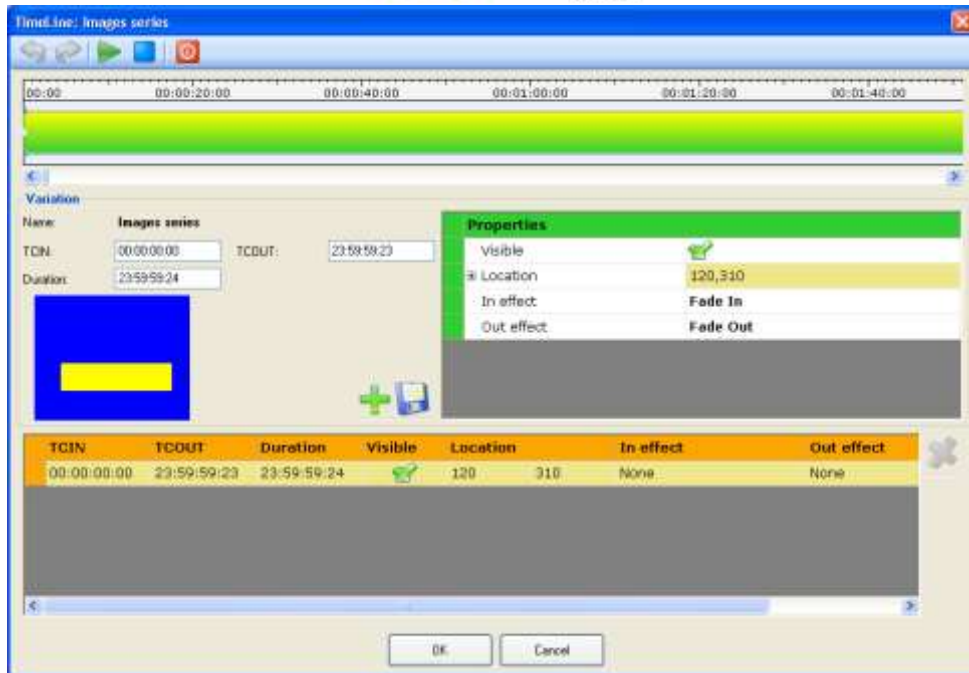 TimeLine: Images series
00:00 00:00:20:00 00:00:40:00 00:01:00:00 00:01:20:00 00:01:40:00
Variation
Name: Images series
TCIN: 00:00:00:00 TCOUT: 23:59:59:23
Duration: 23:59:59:24
Properties
Visible
Location 120,310
In effect Fade In
Out effect Fade Out
TCIN TCOUT Duration Visible Location In effect Out effect
00:00:00:00 23:59:59:23 23:59:59:24 120 310 None None
OK Cancel